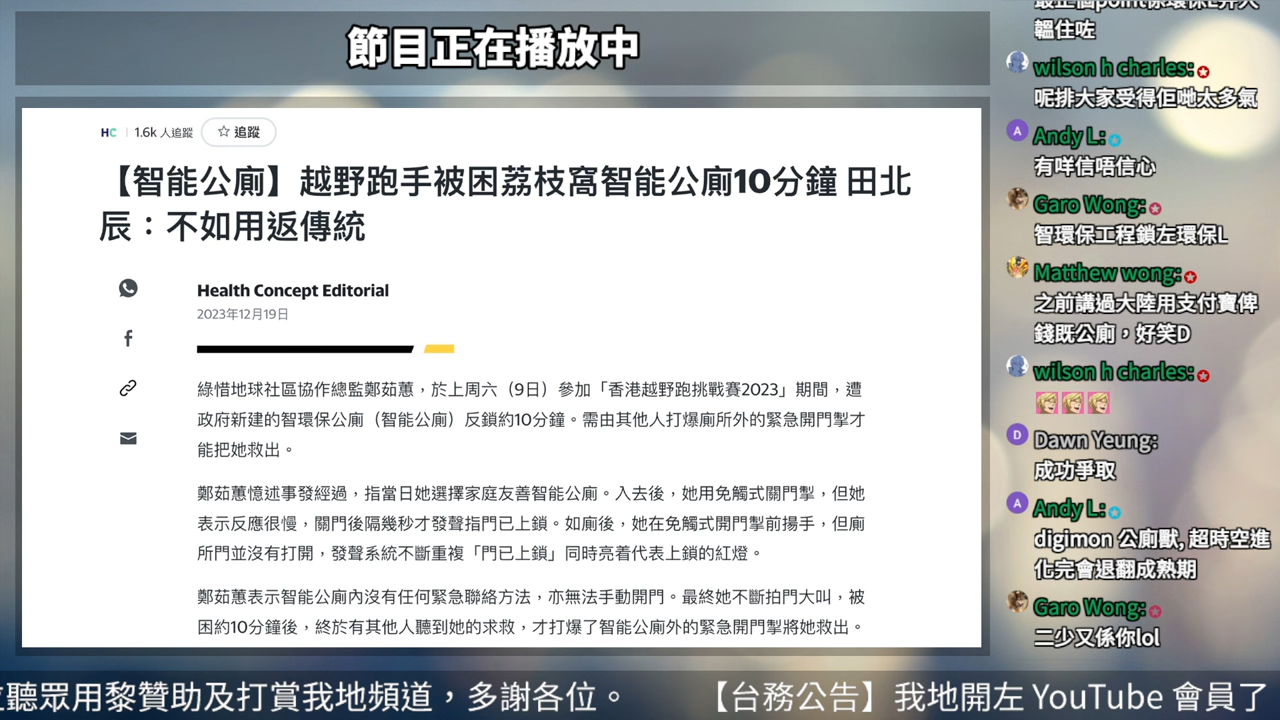 節目正在播放中
HC | 1.6k 人追蹤 ☆ 追蹤
【智能公廁】越野跑手被困荔枝窩智能公廁10分鐘 田北
辰：不如用返傳統
Health Concept Editorial
2023年12月19日
綠惜地球社區協作總監鄭茹蕙，於上周六（9日）參加「香港越野跑挑戰賽2023」期間，遭
政府新建的智環保公廁（智能公廁）反鎖約10分鐘。需由其他人打爆廁所外的緊急開門掣才
能把她救出。
鄭茹蕙憶述事發經過，指當日她選擇家庭友善智能公廁。入去後，她用免觸式關門掣，但她
表示反應很慢，關門後隔幾秒才發聲指門已上鎖。如廁後，她在免觸式開門掣前揚手，但廁
所門並沒有打開，發聲系統不斷重複「門已上鎖」同時亮着代表上鎖的紅燈。
鄭茹蕙表示智能公廁內沒有任何緊急聯絡方法，亦無法手動開門。最終她不斷拍門大叫，被
困約10分鐘後，終於有其他人聽到她的求救，才打爆了智能公廁外的緊急開門掣將她救出。
韞住咗
wilson h charles:
呢排大家受得佢哋太多氣
A Andy L:
有咩信唔信心
Garo Wong:
智環保工程鎖左環保L
Matthew wong:
之前講過大陸用支付寶俾
錢既公廁，好笑D
wilson h charles:
D Dawn Yeung:
成功爭取
A Andy L:
digimon 公廁獸, 超時空進
化完會退翻成熟期
Garo Wong:
二少又係你lol
聽眾用黎贊助及打賞我地頻道，多謝各位。 【台務公告】我地開左 YouTube 會員了